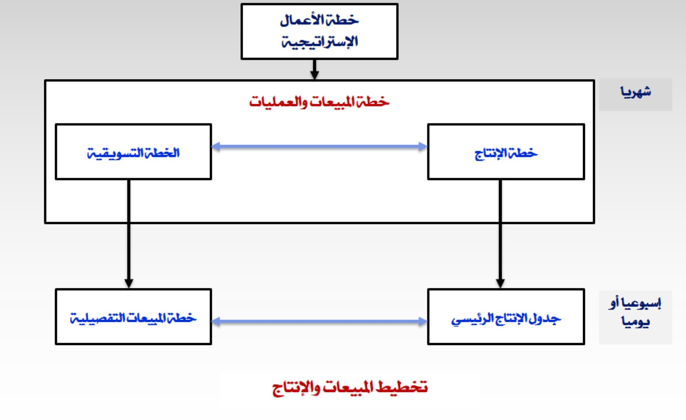 خطة الأعمال
الإستراتيجية
شهريا
خطة المبيعات والعمليات
خطة الإنتاج
الخطة التسويقية
إسبوعيا أو
يوميا
جدول الإنتاج الرئيسي
خطة المبيعات التفصيلية
تخطيط المبيعات والإنتاج